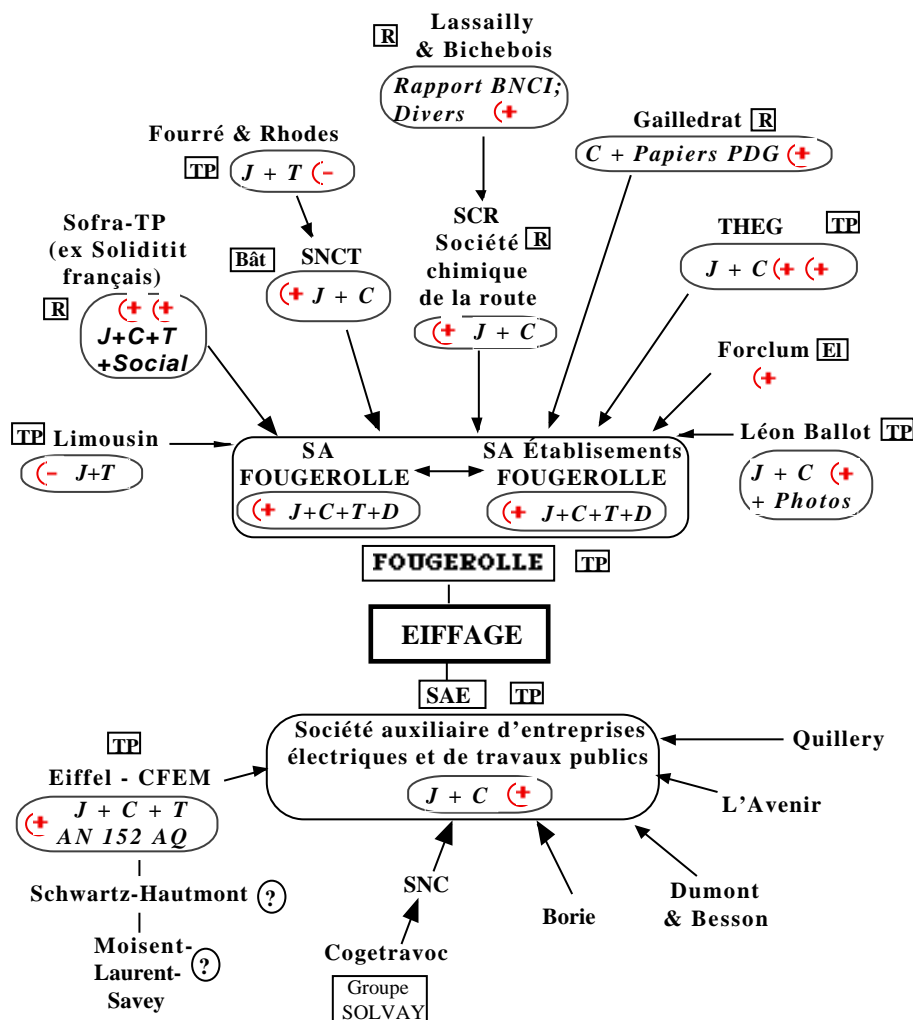 Lassailly
R
& Bichebois
Rapport BNCI;
Divers (+
Fourré & Rhodes
TP
J + T (-
Gailledrat R
C + Papiers PDG (+
Sofra-TP
(ex Soliditit
français)
R
(+ (+
J+C+T
+Social
Bât
SNCT
(+ J + C
SCR
Société R
chimique
de la route
(+ J + C
THEG TP
J + C (+ (+
Forclum El
(+
TP Limousin
(- J+T
SA
FOUGEROLLE
(+ J+C+T+D
SA Établisements
FOUGEROLLE
(+ J+C+T+D
Léon Ballot TP
J + C (+
+ Photos
FOUGEROLLE TP
EIFFAGE
SAE TP
Société auxiliaire d'entreprises
électriques et de travaux publics
J + C (+
TP
Eiffel - CFEM
(+ J + C + T
AN 152 AQ
Schwartz-Hautmont ?
Moisent-
Laurent- ?
Savey
SNC
Cogetravoc
Groupe
SOLVAY
Borie
Dumont
& Besson
L'Avenir
Quillery